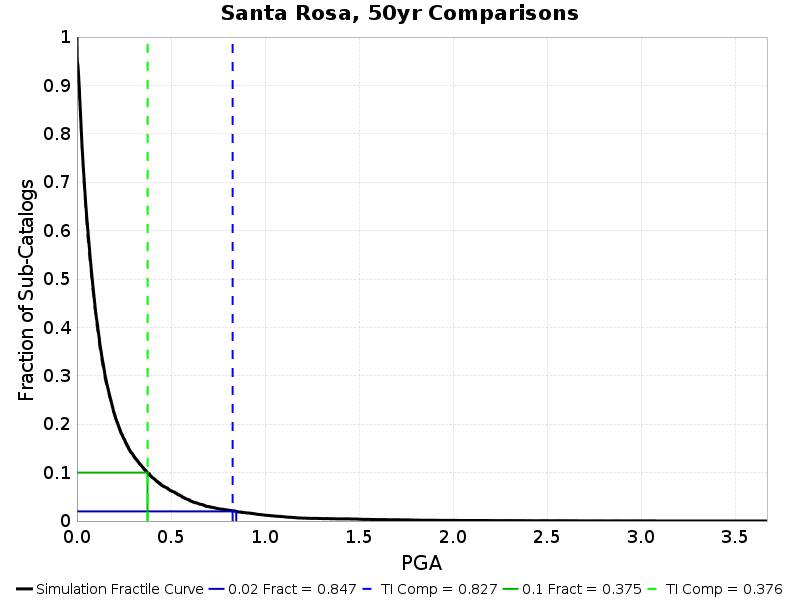 Santa Rosa, 50yr Comparisons
1
0.9
0.8
0.7
0.6
0.5
0.4
0.3
0.2
0.1
0
Fraction of Sub-Catalogs
0.0 0.5 1.0 1.5 2.0 2.5 3.0 3.5
PGA
Simulation Fractile Curve 0.02 Fract = 0.847 TI Comp = 0.827 0.1 Fract = 0.375 TI Comp = 0.376